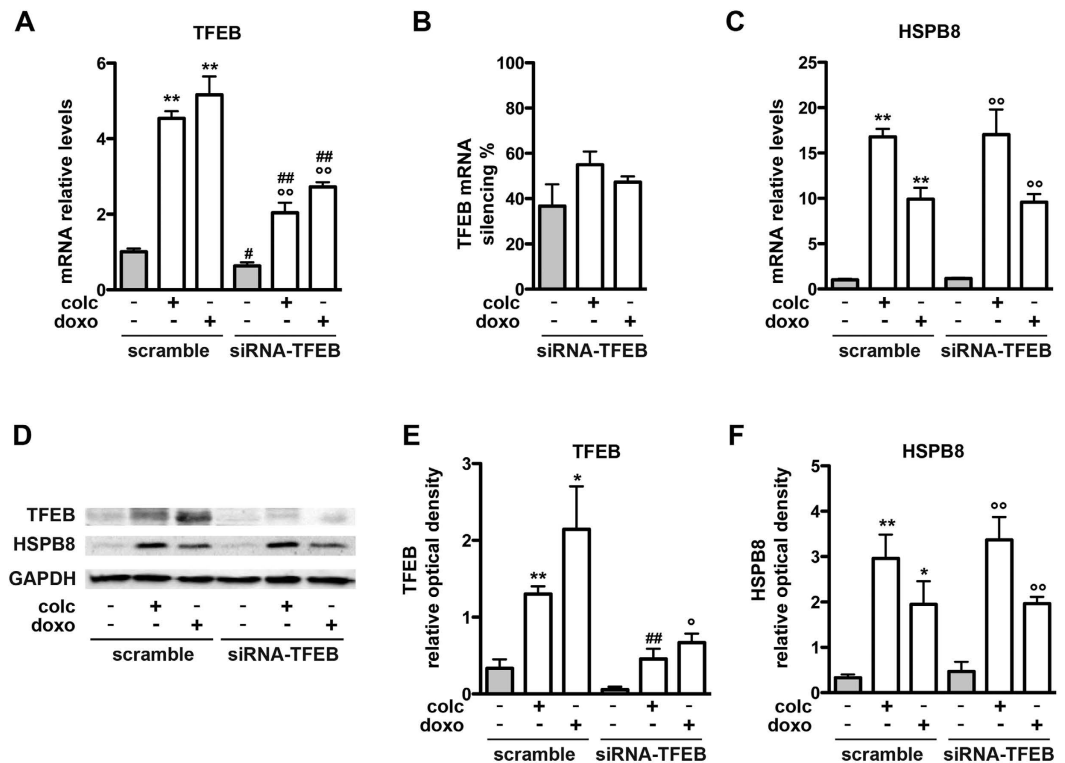 A
TFEB
mRNA relative levels
6
4
2
0
**
**
#
##
°°
##
°°
colc - + - - + -
doxo - - + - - +
scramble siRNA-TFEB
B
TFEB mRNA
silencing %
100
80
60
40
20
0
colc - + -
doxo - - +
siRNA-TFEB
C
HSPB8
mRNA relative levels
25
20
15
10
5
0
**
**
°°
°°
colc - + - - + -
doxo - - + - - +
scramble siRNA-TFEB
D
TFEB
HSPB8
GAPDH
colc - + - - + -
doxo - - + - - +
scramble siRNA-TFEB
E
TFEB
TFEB
relative optical density
3
2
1
0
**
*
##
°
colc - + - - + -
doxo - - + - - +
scramble siRNA-TFEB
F
HSPB8
HSPB8
relative optical density
5
4
3
2
1
0
**
*
°°
°°
colc - + - - + -
doxo - - + - - +
scramble siRNA-TFEB